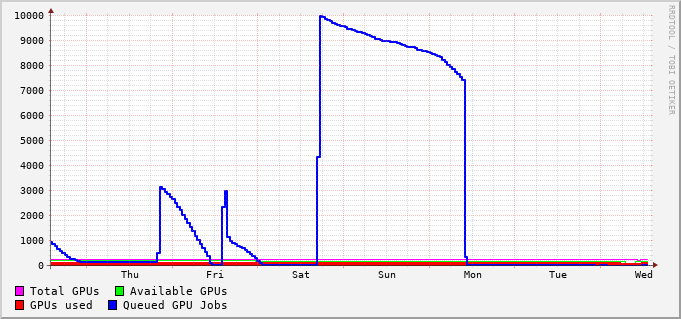 10000
9000
8000
7000
6000
5000
4000
3000
2000
1000
0
Thu Fri Sat Sun Mon Tue Wed
Total GPUs Available GPUs
GPUs used Queued GPU Jobs
RRDTOOL / TOBI OETIKER